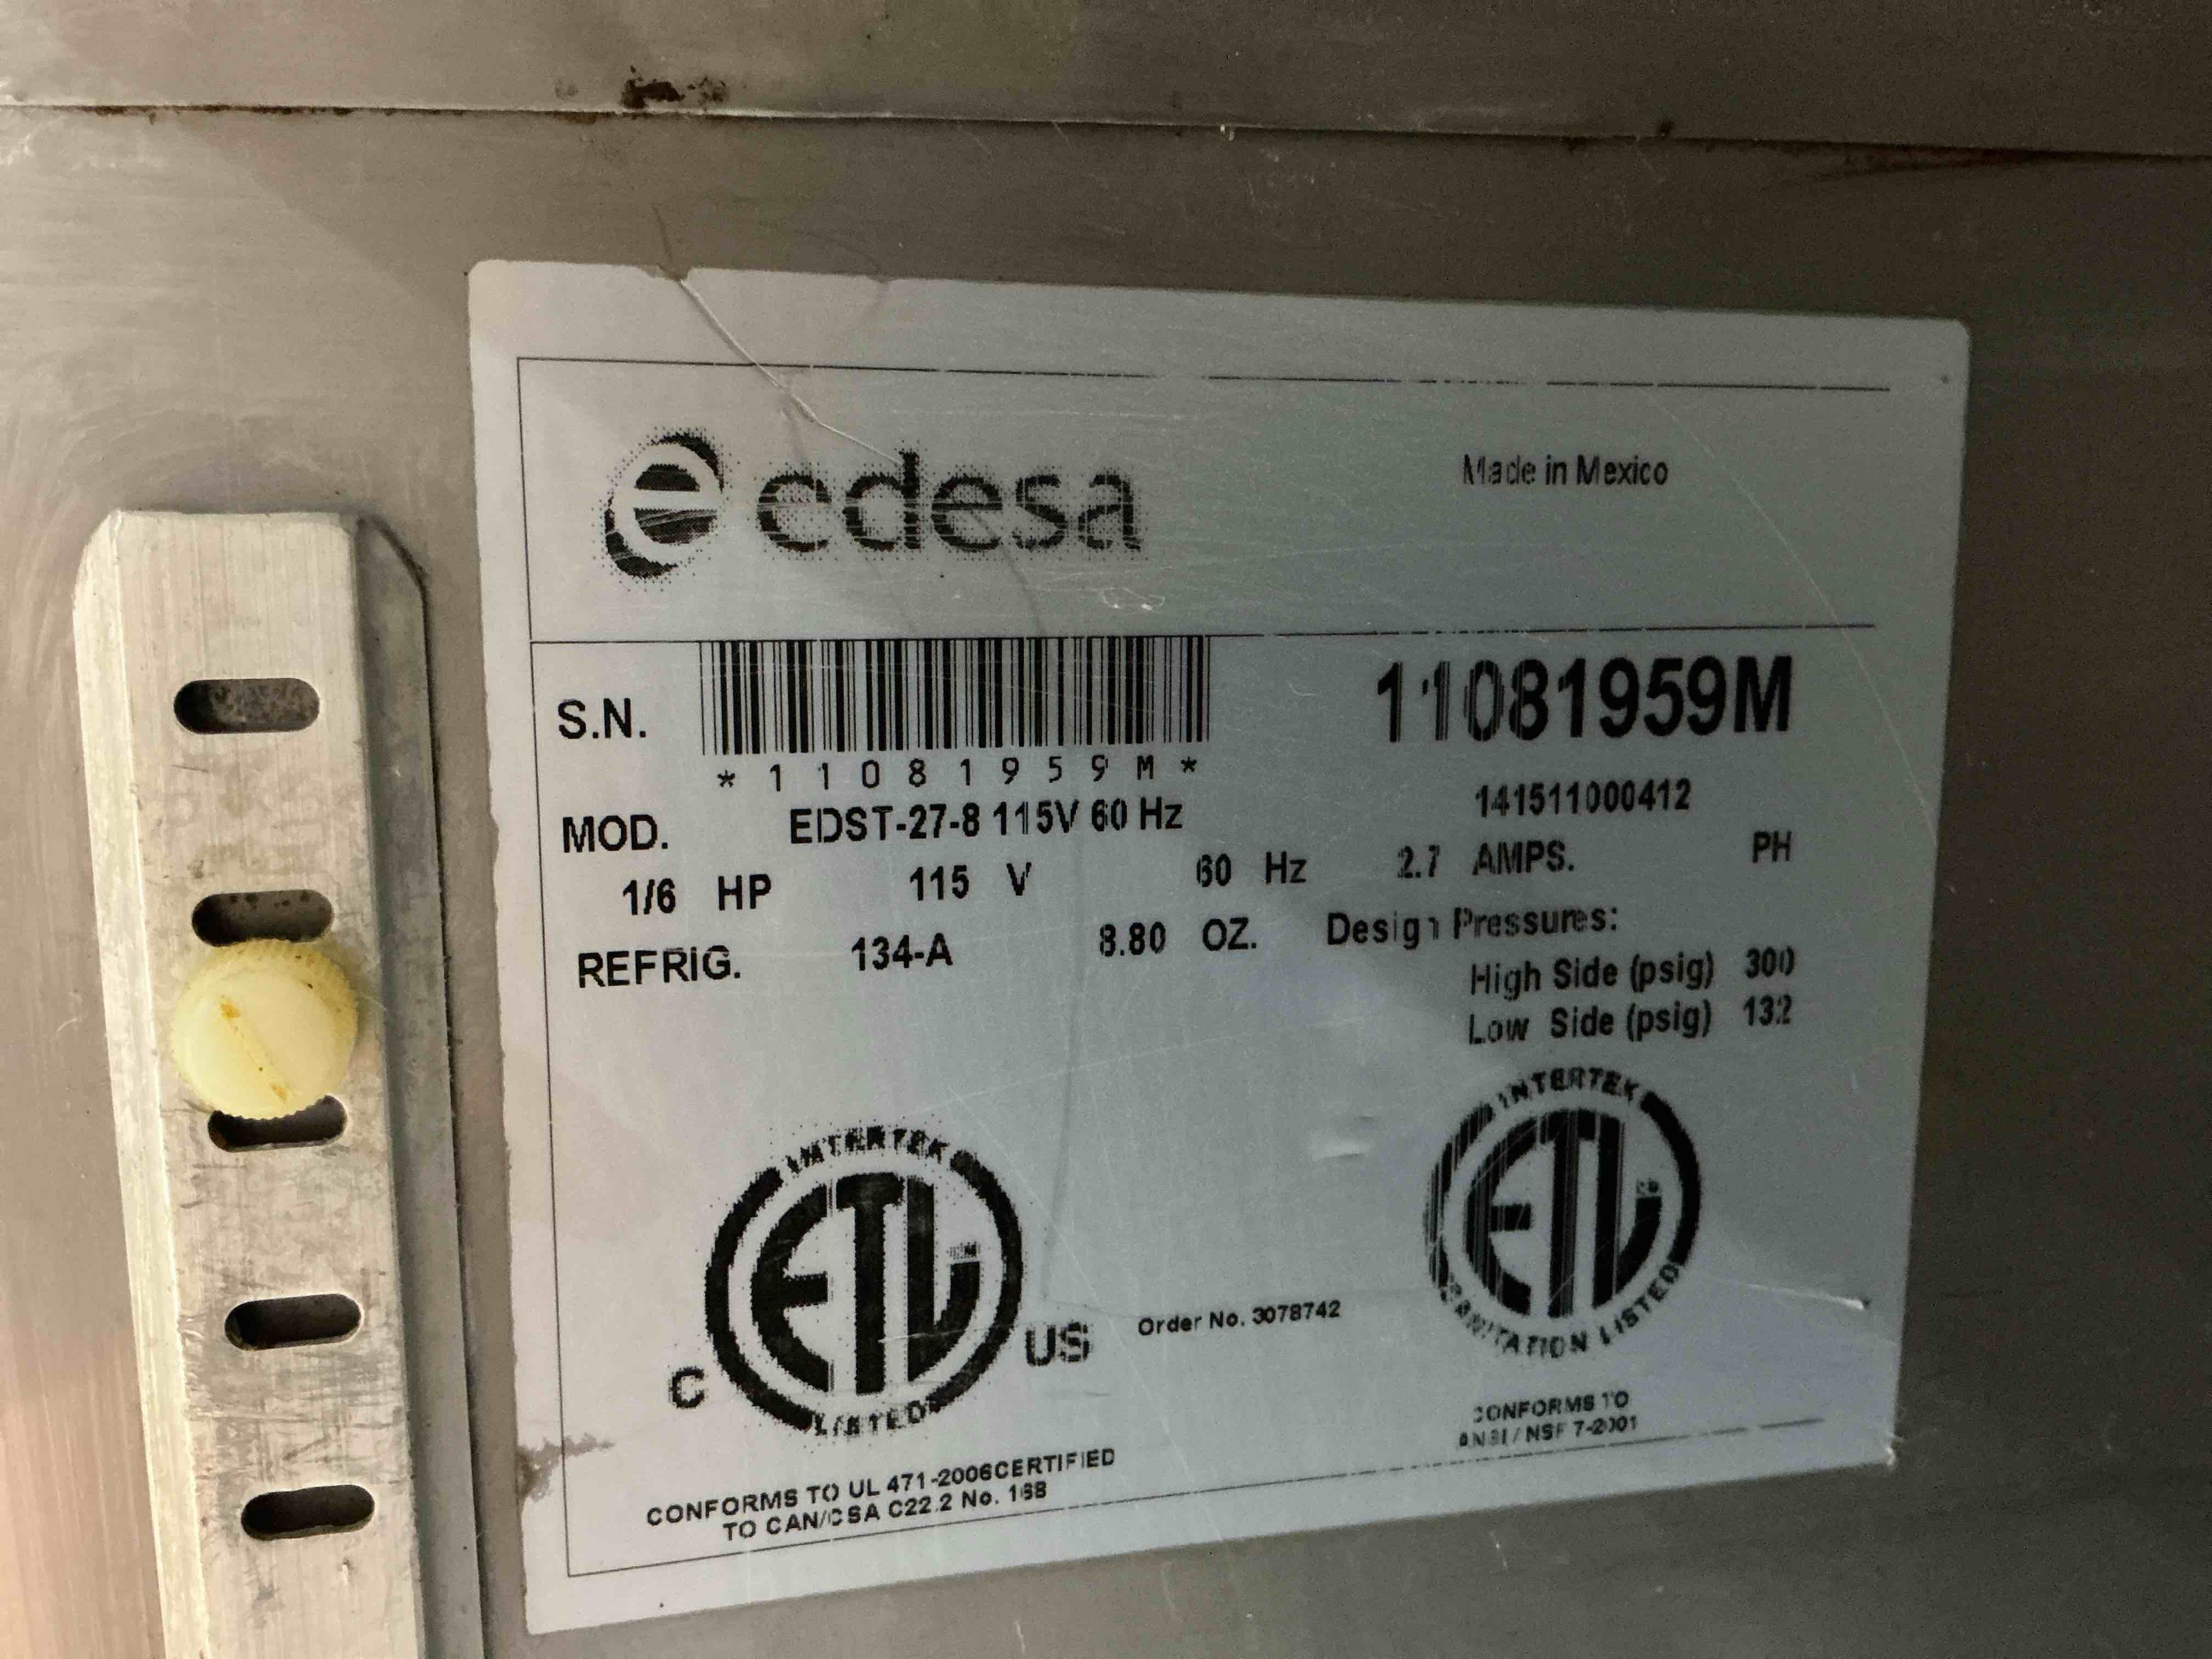 e edesa
Made in Mexico
S.N.
11081959M
*11081959M*
141511000412
MOD. EDST-27-8 115V 60 Hz
1/6 HP 115 V 60 Hz 2.7 AMPS. PH
REFRIG. 134-A 8.80 OZ. Design Pressures:
High Side (psig) 300
Low Side (psig) 132
INTERTEK
ETL
SM
LISTED
C
US
Order No. 3078742
INTERTEK
ETL
SANITATION LISTED
CONFORMS TO UL 471-2006CERTIFIED
TO CAN/CSA C22.2 No. 16B
CONFORMS TO
ANSI / NSF 7-2001